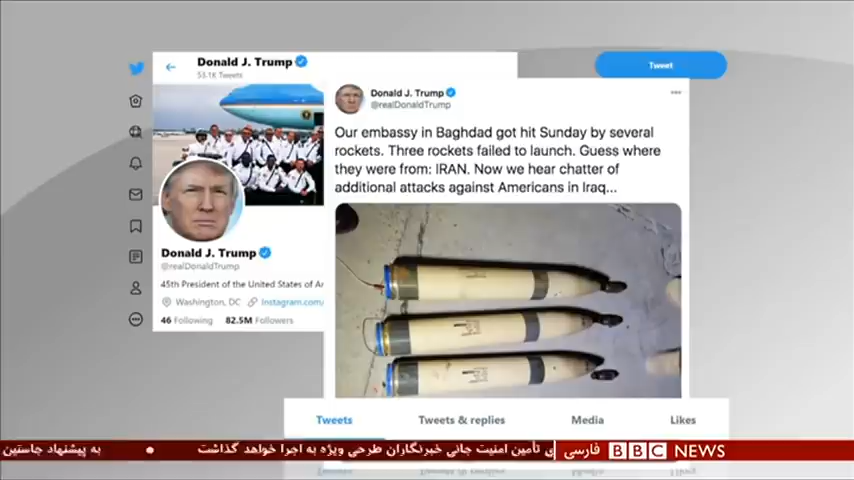 Donald J. Trump
53.1K Tweets
Tweet
Donald J. Trump
@realDonaldTrump
Our embassy in Baghdad got hit Sunday by several
rockets. Three rockets failed to launch. Guess where
they were from: IRAN. Now we hear chatter of
additional attacks against Americans in Iraq...
Donald J. Trump
@realDonaldTrump
45th President of the United States of Ar
Washington, DC Instagram.com/
46 Following 82.5M Followers
Tweets Tweets & replies Media Likes
ی تأمین امنیت جانی خبرنگاران طرحی ویژه به اجرا خواهد گذاشت • به پیشنهاد جاستین
BBC NEWS فارسی